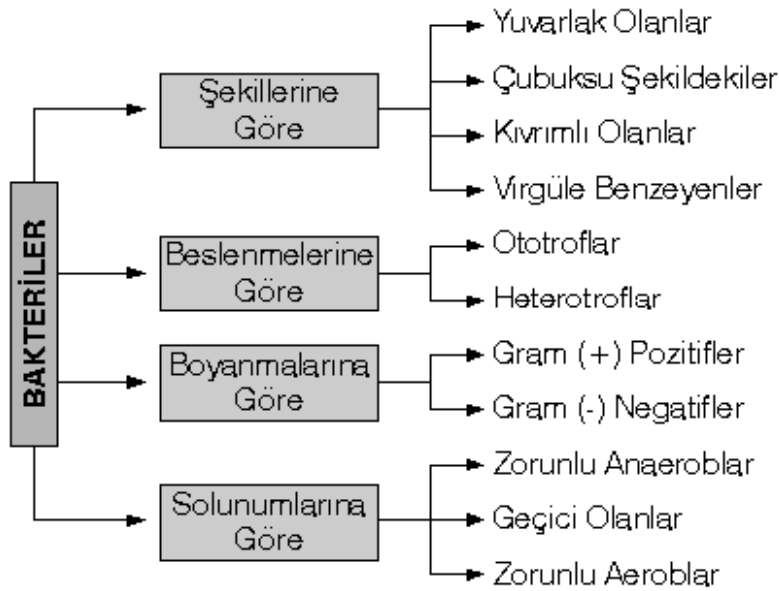 BAKTERİLER
Şekillerine
Göre
Yuvarlak Olanlar
Çubuksu Şekildekiler
Kıvrımlı Olanlar
Virgüle Benzeyenler
Beslenmelerine
Göre
Ototroflar
Heterotroflar
Boyanmalarına
Göre
Gram (+) Pozitifler
Gram (-) Negatifler
Solunumlarına
Göre
Zorunlu Anaeroblar
Geçici Olanlar
Zorunlu Aeroblar